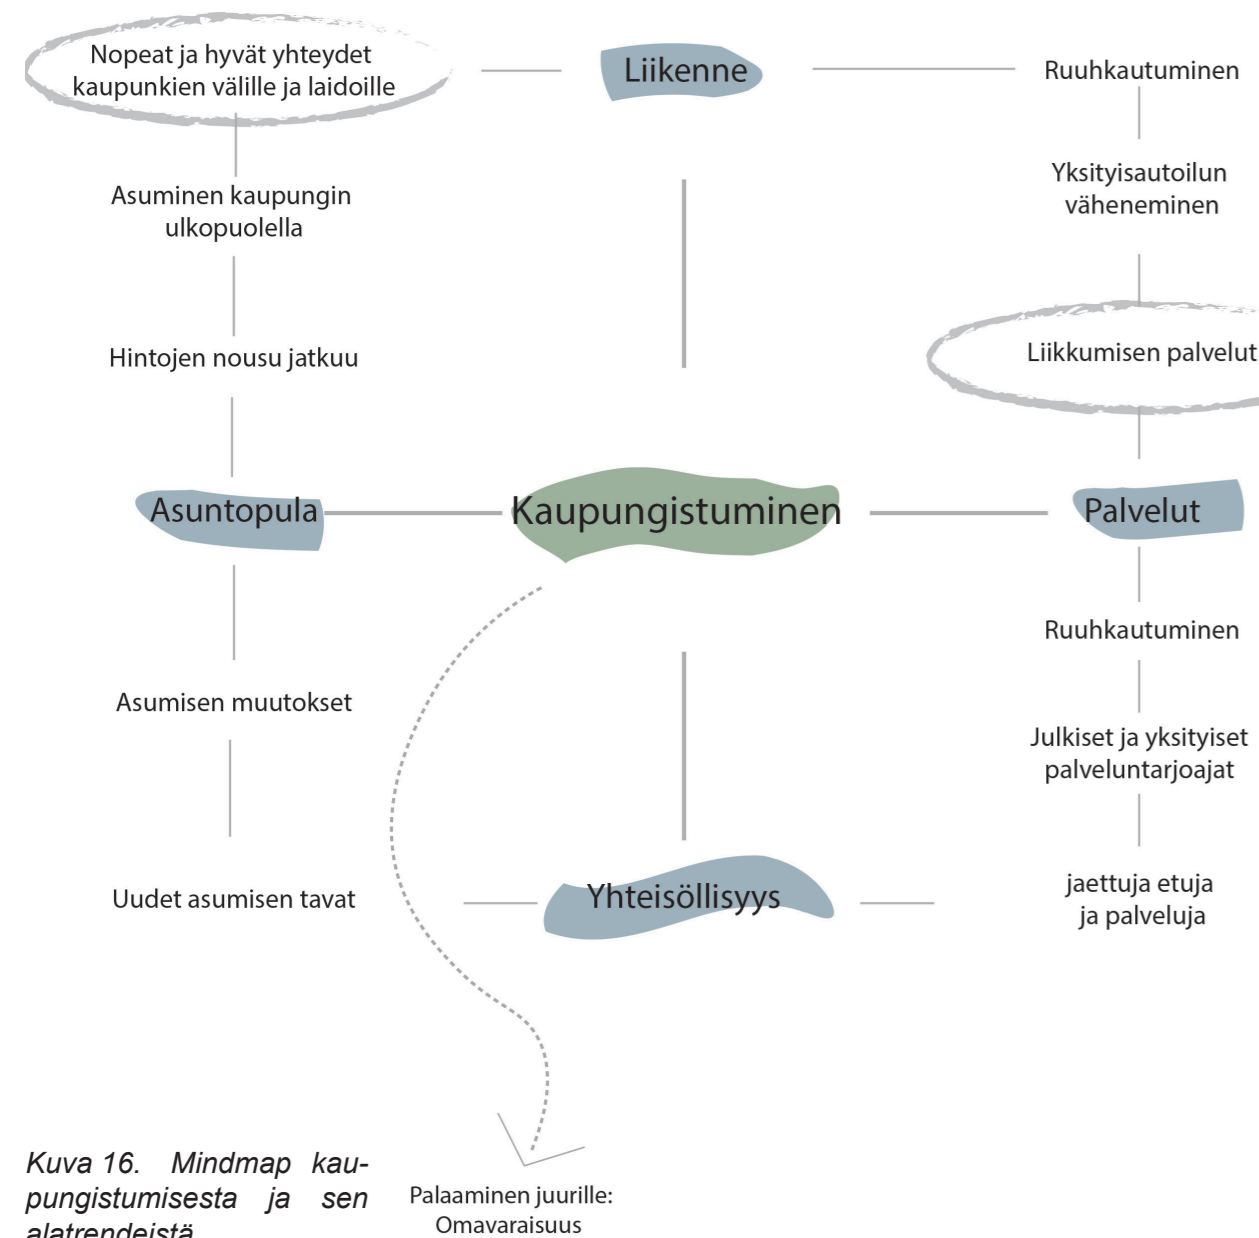 Nopeat ja hyvät yhteydet
kaupunkien välille ja laidoille
Liikenne
Ruuhkautuminen
Asuminen kaupungin
ulkopuolella
Yksityisautoilun
väheneminen
Hintojen nousu jatkuu
Liikkumisen palvelut
Asuntopula
Kaupungistuminen
Palvelut
Ruuhkautuminen
Asumisen muutokset
Julkiset ja yksityiset
palveluntarjoajat
Uudet asumisen tavat
Yhteisöllisyys
jaettuja etuja
ja palveluja
Kuva 16. Mindmap kau-
pungistumisesta ja sen
alatrendeistä
Palaaminen juurille:
Omavaraisuus